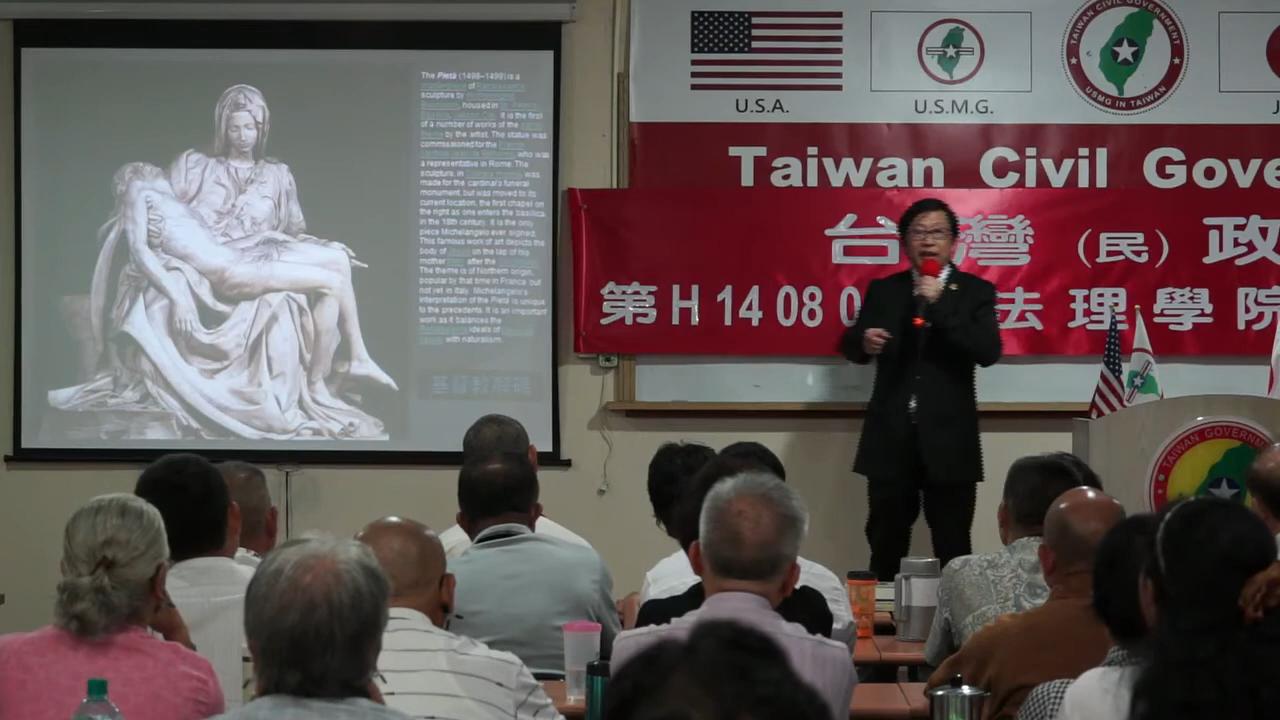 The Pietà (1498–1499) is a
of
sculpture by
housed in
It is the first
of a number of works of the
by the artist. The statue was
commissioned for the
who was
a representative in Rome. The
sculpture, in
was
made for the cardinal's funeral
monument, but was moved to its
current location, the first chapel on
the right as one enters the basilica,
in the 18th century. It is the only
piece Michelangelo ever signed.
This famous work of art depicts the
body of
on the lap of his
mother
after the
The theme is of Northern origin,
popular by that time in France but
not yet in Italy. Michelangelo's
interpretation of the Pietà is unique
to the precedents. It is an important
work as it balances the
ideals of
with naturalism.
U.S.A.
U.S.M.G.
TAIWAN CIVIL GOVERNMENT
USMG IN TAIWAN
J
Taiwan Civil Gove
台灣（民）政
第H1408 法理學院
TAIWAN GOVERNMENT